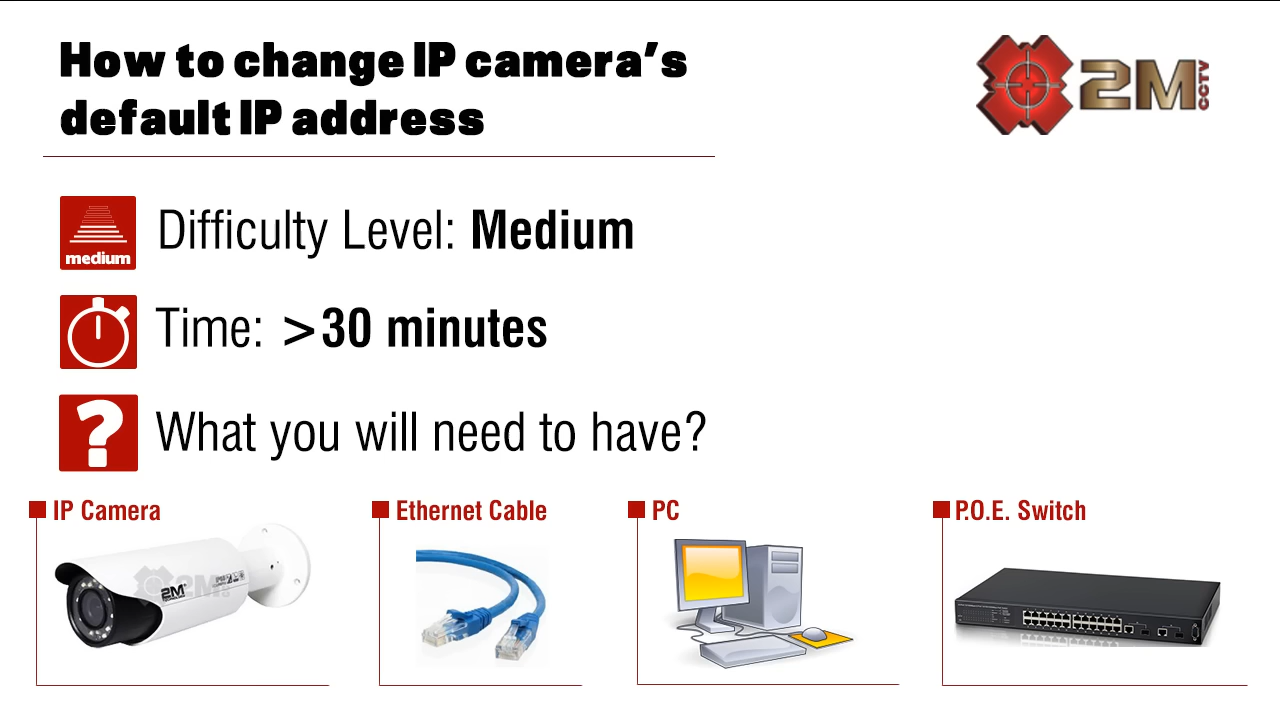 How to change IP camera's
default IP address
2M
CCTV
medium
Difficulty Level: Medium
Time: >30 minutes
What you will need to have?
IP Camera
Ethernet Cable
PC
P.O.E. Switch
2M